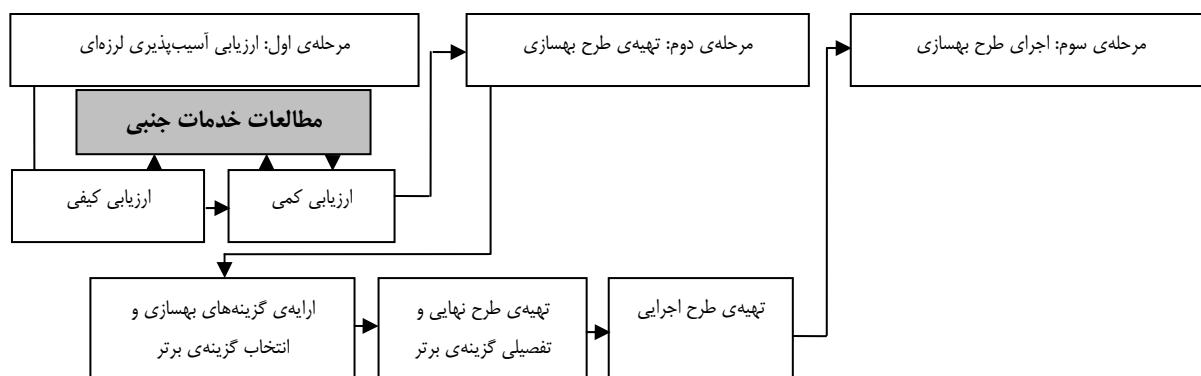 مرحله‌ی اول: ارزیابی آسیب‌پذیری لرزه‌ای
مرحله‌ی دوم: تهیه‌ی طرح بهسازی
مرحله‌ی سوم: اجرای طرح بهسازی
مطالعات خدمات جنبی
ارزیابی کیفی
ارزیابی کمی
ارایه‌ی گزینه‌های بهسازی و
انتخاب گزینه‌ی برتر
تهیه‌ی طرح نهایی و
تفصیلی گزینه‌ی برتر
تهیه‌ی طرح اجرایی